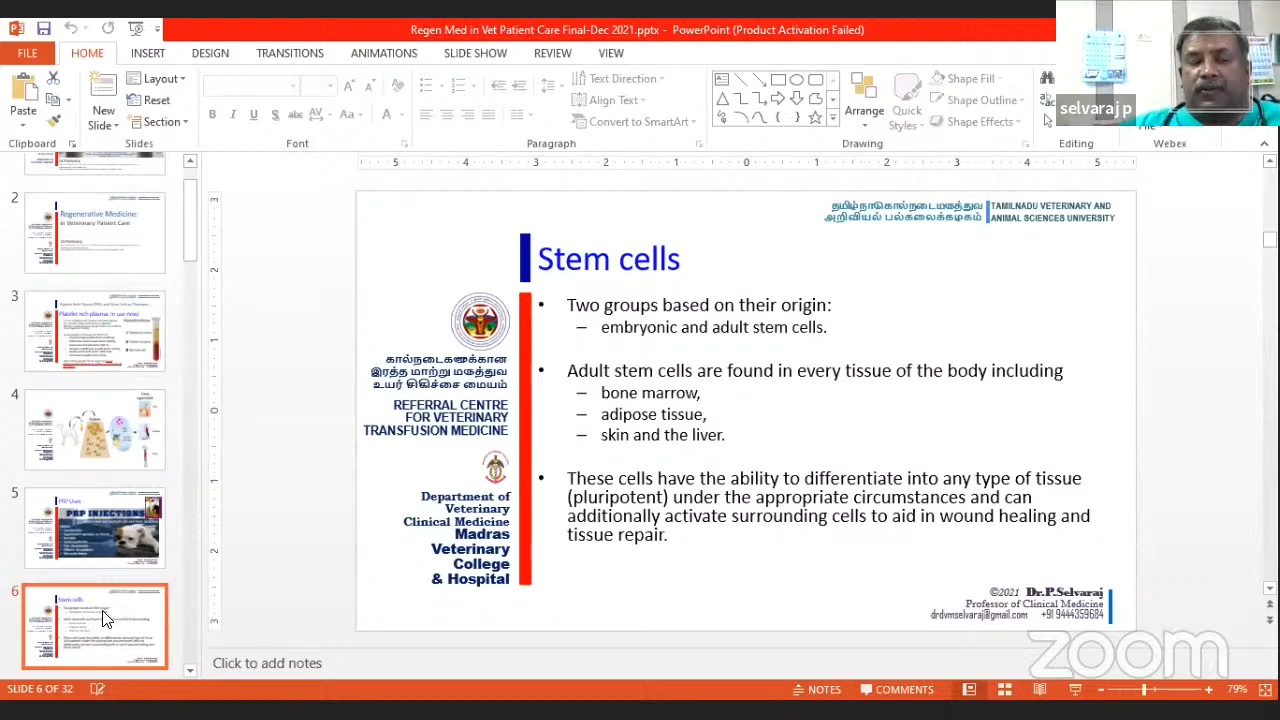 Regen Med in Vet Patient Care Final-Dec 2021.pptx - PowerPoint (Product Activation Failed)
FILE HOME INSERT DESIGN TRANSITIONS SLIDE SHOW VIEW
selvaraj p
Paste
New
Slide
Layout
Reset
Section
Text Direction
Align Text
Convert to SmartArt
Arrange
Quick
Styles
Shape Fill
Shape Outline
Shape Effects
Clipboard Slides Font Paragraph Drawing Editing Webex
2
Regenerative Medicine:
in Veterinary Patient Care
3
Platelet rich plasma in use now!
4
5
PRP Uses
PRP INJECTIONS
6
Stem cells
தமிழ்நாடுகால்நடைமருத்துவ
அறிவியல் பல்கலைக்கழகம்
TAMILNADU VETERINARY AND
ANIMAL SCIENCES UNIVERSITY
Stem cells
Two groups based on their origin:
– embryonic and adult stem cells.
• Adult stem cells are found in every tissue of the body including
– bone marrow,
– adipose tissue,
– skin and the liver.
• These cells have the ability to differentiate into any type of tissue
(pluripotent) under the appropriate circumstances and can
additionally activate surrounding cells to aid in wound healing and
tissue repair.
கால்நடைகளுக்கான
இரத்த மாற்று மருத்துவ
உயர் சிகிச்சை மையம்
REFERRAL CENTRE
FOR VETERINARY
TRANSFUSION MEDICINE
Department of
Veterinary
Clinical Medicine
Madras
Veterinary
College
& Hospital
©2021 Dr.P.Selvaraj
Professor of Clinical Medicine
drdvmselvaraj@gmail.com +91 9444359684
Click to add notes
zoom
SLIDE 6 OF 32 NOTES COMMENTS 79%